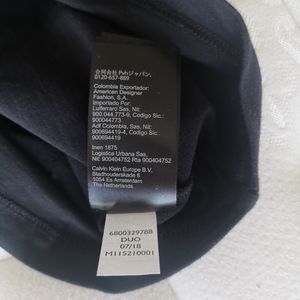 合同会社 Pvhジャパン,
0120-657-889
Colombia Exportador:
American Designer
Fashion, S.A.
Importado Por:
Luiferraro Sas, Nit:
900.044.773-9, Codigo Sic:
900044773
Adf Colombia Sas, Nit:
900694419-4, Codigo Sic:
900694419
Inen 1875
Logistica Urbana Sas,
Nit: 900404752 Rta 900404752
Calvin Klein Europe B.V.
Stadhouderskade 6
1054 Es Amsterdam
The Netherlands
6800329788
DUO
07/18
M115210001